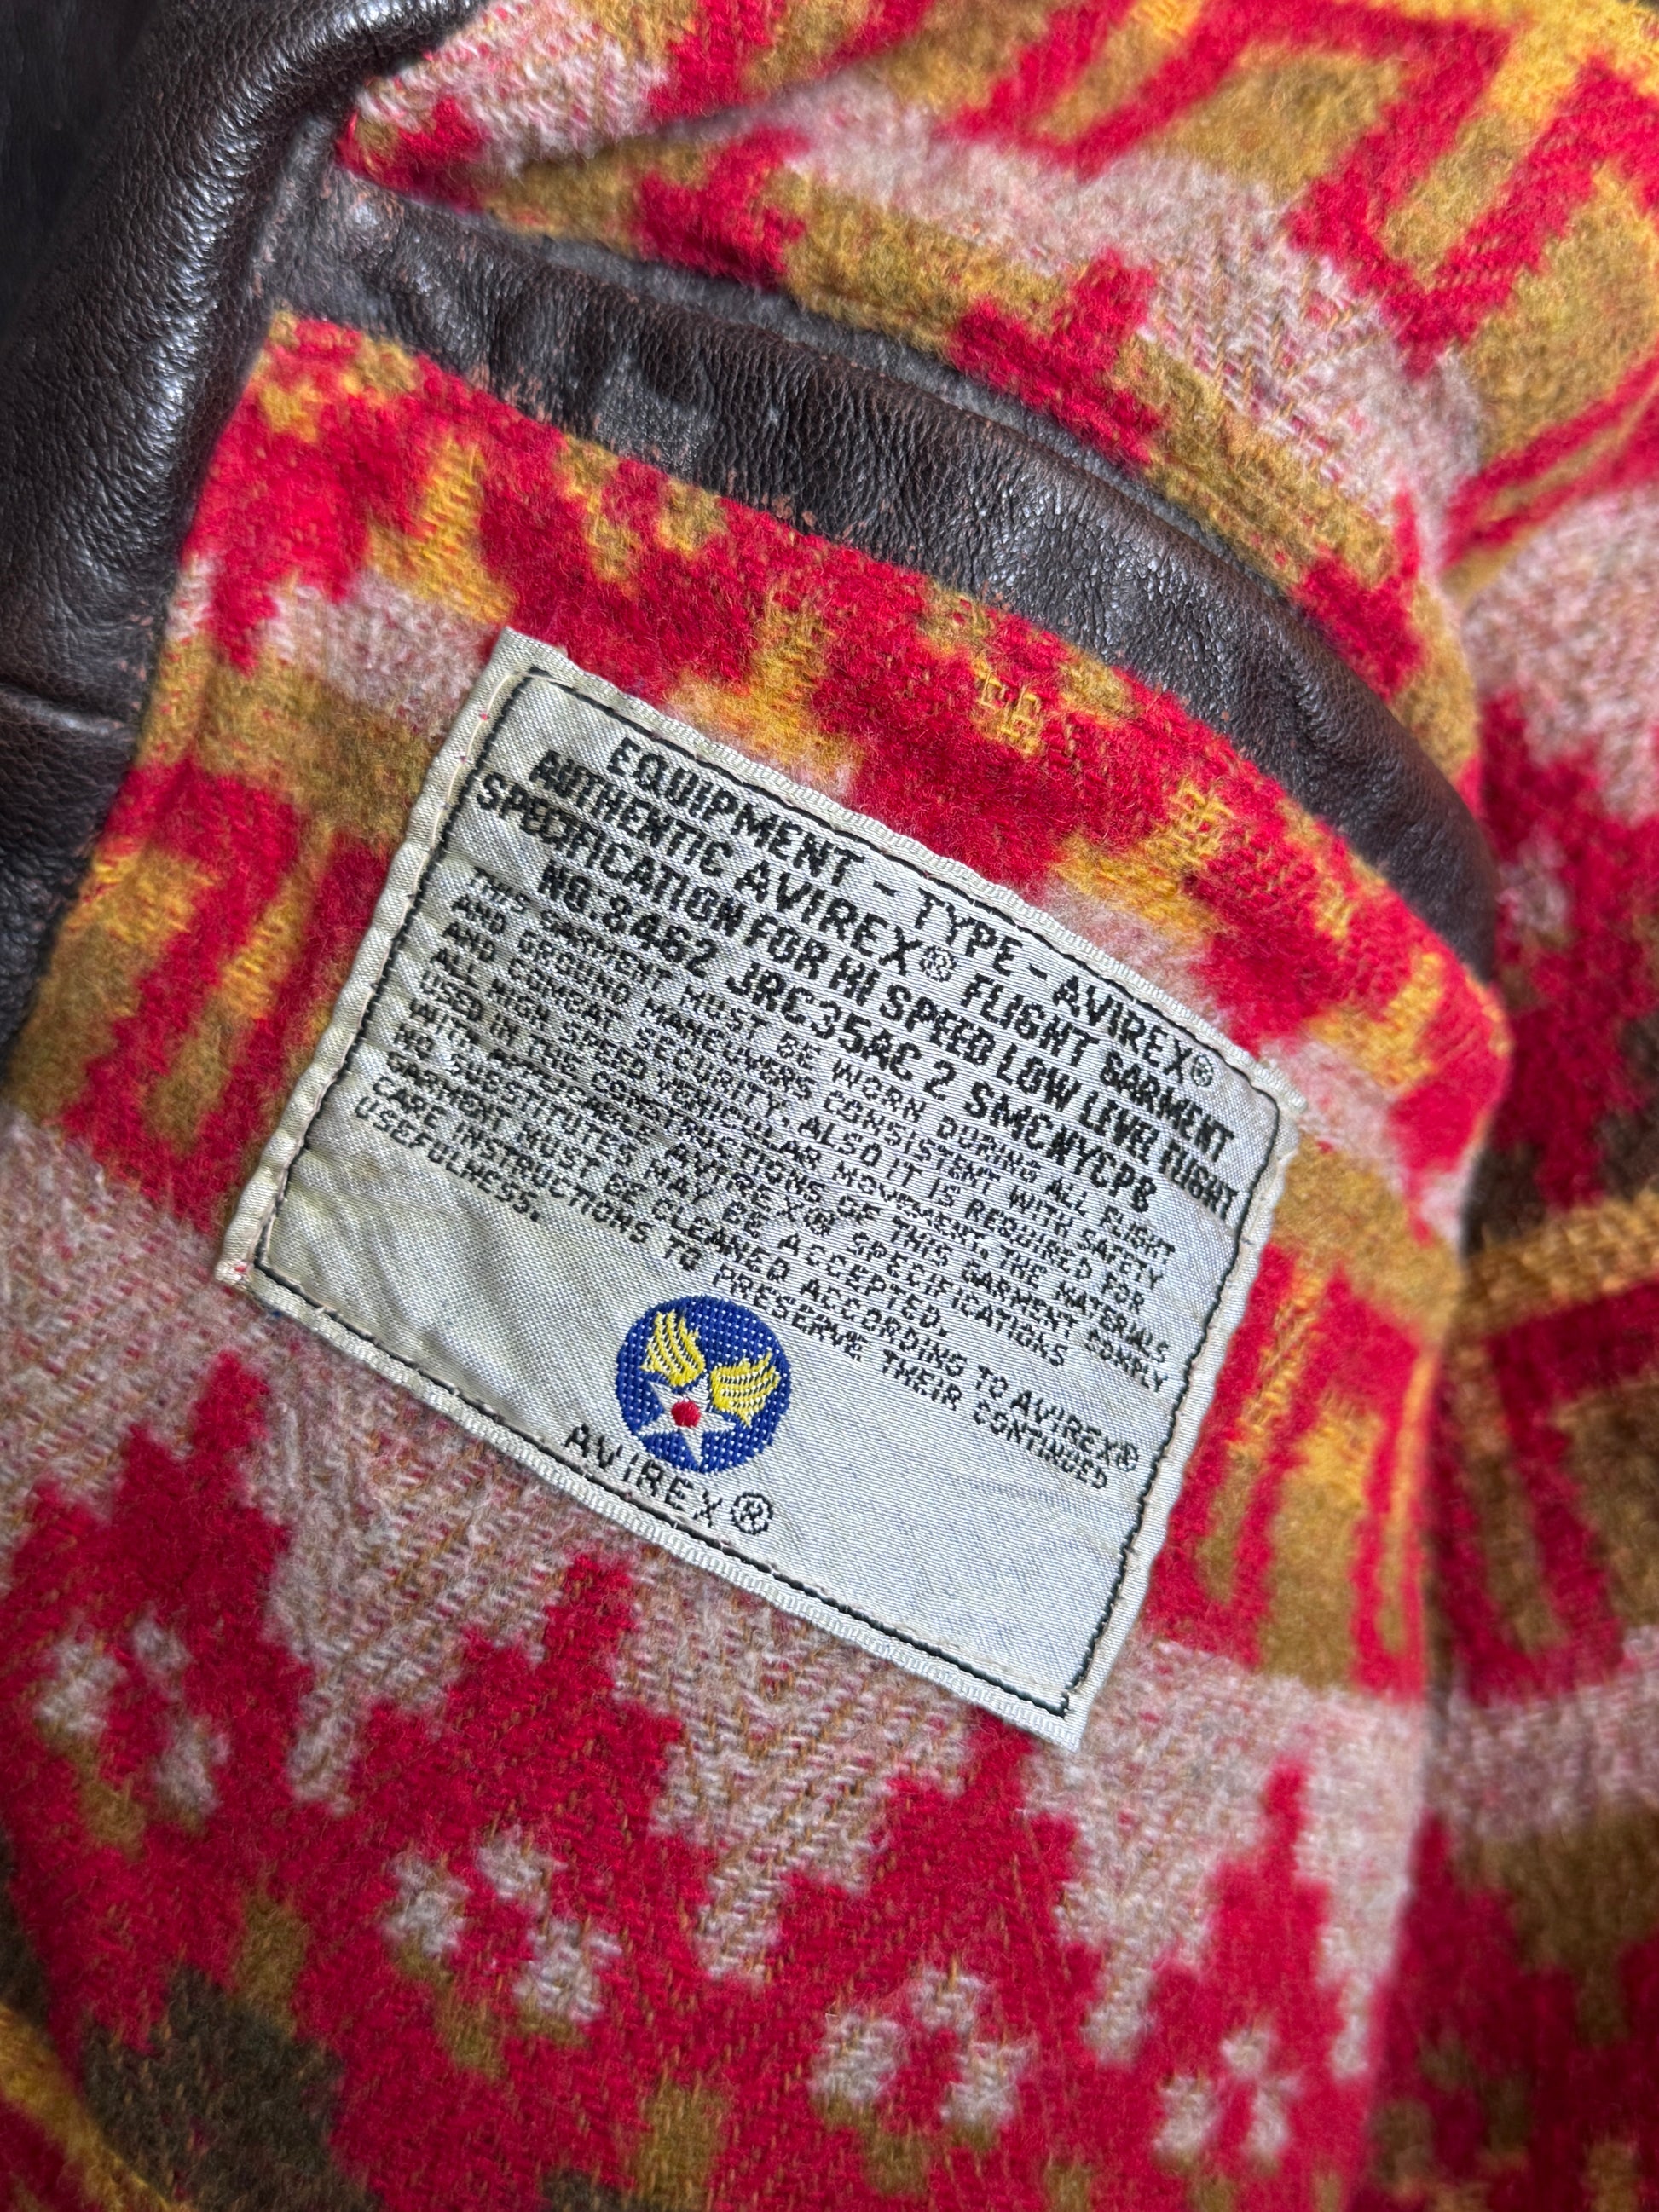 EQUIPMENT - TYPE - AVIREX®
AUTHENTIC AVIREX® FLIGHT GARMENT
SPECIFICATION FOR HI SPEED LOW LEVEL FLIGHT
NO. 8462 JRC35AC 2 SMCNYCPB
THIS GARMENT MUST BE WORN DURING ALL FLIGHT
AND GROUND MANEUVERS CONSISTENT WITH SAFETY
AND COMBAT SECURITY, ALSO IT IS REQUIRED FOR
ALL HIGH SPEED VEHICULAR MOVEMENT. THE MATERIALS
USED IN THE CONSTRUCTIONS OF THIS GARMENT COMPLY
WITH APPLICABLE AVIREX® SPECIFICATIONS
NO SUBSTITUTES MAY BE ACCEPTED.
GARMENT MUST BE CLEANED ACCORDING TO AVIREX®
CARE INSTRUCTIONS TO PRESERVE THEIR CONTINUED
USEFULNESS.
AVIREX®